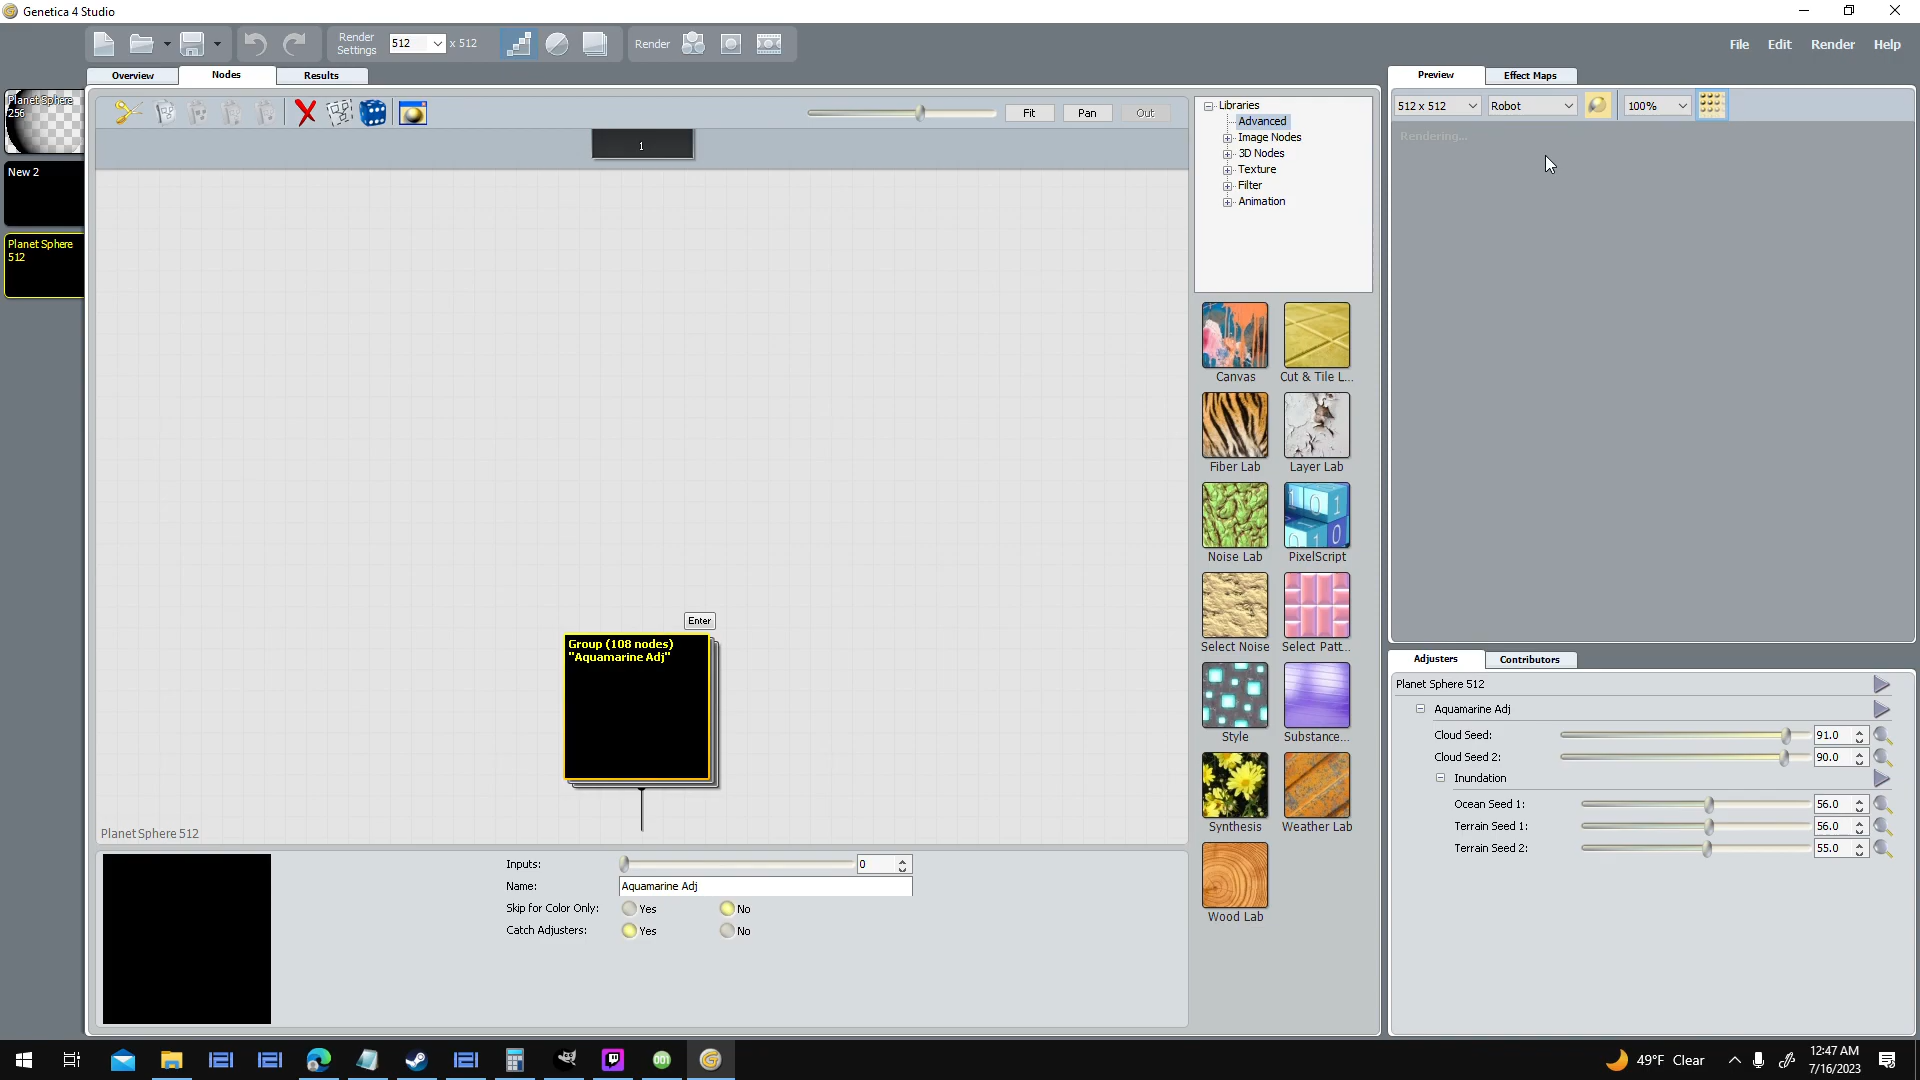 Genetica 4 Studio
Render Settings
512
x 512
Render
File
Edit
Render
Help
Overview
Nodes
Results
Preview
Effect Maps
Planet Sphere
256
New 2
Planet Sphere
512
Fit
Pan
Out
1
Libraries
Advanced
Image Nodes
3D Nodes
Texture
Filter
Animation
512 x 512
Robot
100%
Rendering...
Canvas
Cut & Tile L...
Fiber Lab
Layer Lab
Noise Lab
PixelScript
Select Noise
Select Patt...
Style
Substance...
Synthesis
Weather Lab
Wood Lab
Enter
Group (108 nodes)
"Aquamarine Adj"
Planet Sphere 512
Inputs:
0
Name:
Aquamarine Adj
Skip for Color Only:
Yes
No
Catch Adjusters:
Yes
No
Adjusters
Contributors
Planet Sphere 512
Aquamarine Adj
Cloud Seed:
91.0
Cloud Seed 2:
90.0
Inundation
Ocean Seed 1:
56.0
Terrain Seed 1:
56.0
Terrain Seed 2:
55.0
49°F Clear
12:47 AM
7/16/2023